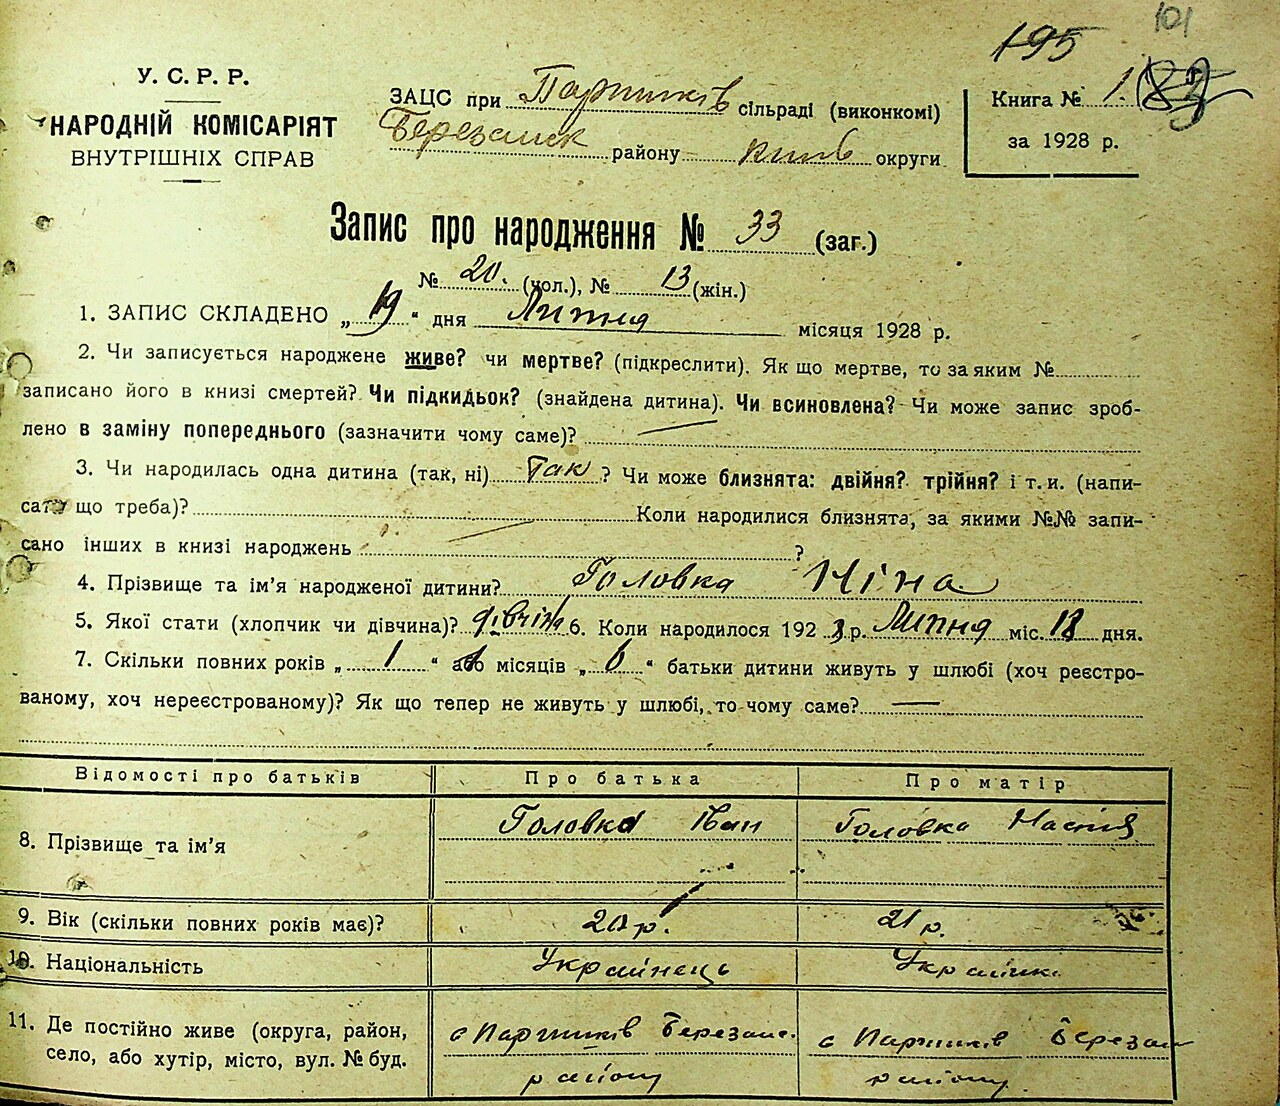 101
195
У. С. Р. Р.
НАРОДНІЙ КОМІСАРІЯТ
ВНУТРІШНІХ СПРАВ
ЗАЦС при Паришків сільраді (виконкомі)
Березанск району Київ округи
Книга № 1.
за 1928 р.
Запис про народження № 33 (заг.)
№ 20. (чол.), № 13 (жін.)
1. ЗАПИС СКЛАДЕНО „19“ дня Липня місяця 1928 р.
2. Чи записується народжене живе? чи мертве? (підкреслити). Як що мертве, то за яким №
записано його в книзі смертей? Чи підкидьок? (знайдена дитина). Чи всиновлена? Чи може запис зроб-
лено в заміну попереднього (зазначити чому саме)? —
3. Чи народилась одна дитина (так, ні) Так ? Чи може близнята: двійня? трійня? і т. и. (напи-
сати що треба)? Коли народилися близнята, за якими №№ запи-
сано інших в книзі народжень ?
4. Прізвище та ім’я народженої дитини? Головка Ніна
5. Якої стати (хлопчик чи дівчина)? дівчина 6. Коли народилося 1928 р. Липня міс. 18 дня.
7. Скільки повних років „1“ або місяців „6“ батьки дитини живуть у шлюбі (хоч реєстро-
ваному, хоч нереєстрованому)? Як що тепер не живуть у шлюбі, то чому саме? —
Відомості про батьків Про батька Про матір
8. Прізвище та ім’я Головка Іван Головка Настя
9. Вік (скільки повних років має)? 20 р. 21 р.
10. Національність Українець Українк.
11. Де постійно живе (округа, район, с Паришків Березанс. с Паришків Березан
село, або хутір, місто, вул. № буд. району району